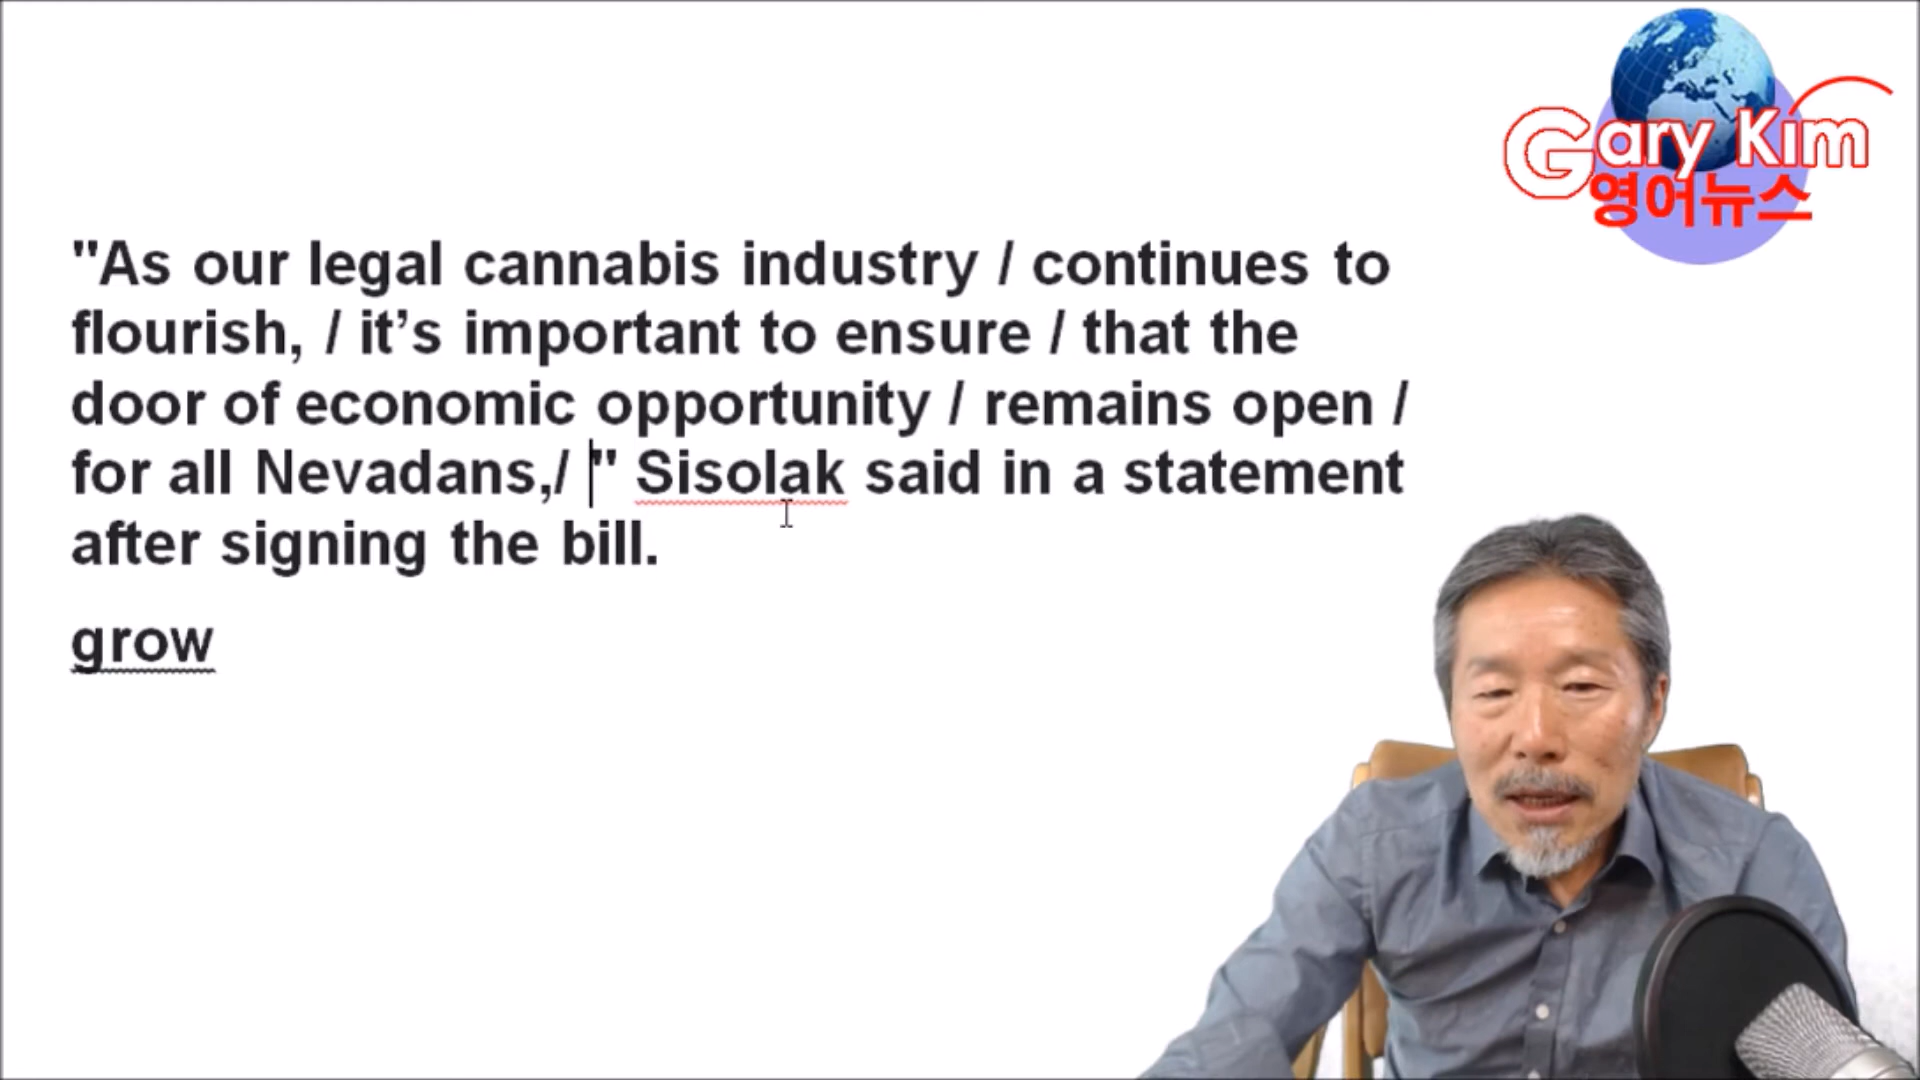 Gary Kim
영어뉴스
"As our legal cannabis industry / continues to
flourish, / it’s important to ensure / that the
door of economic opportunity / remains open /
for all Nevadans,/ " Sisolak said in a statement
after signing the bill.
grow